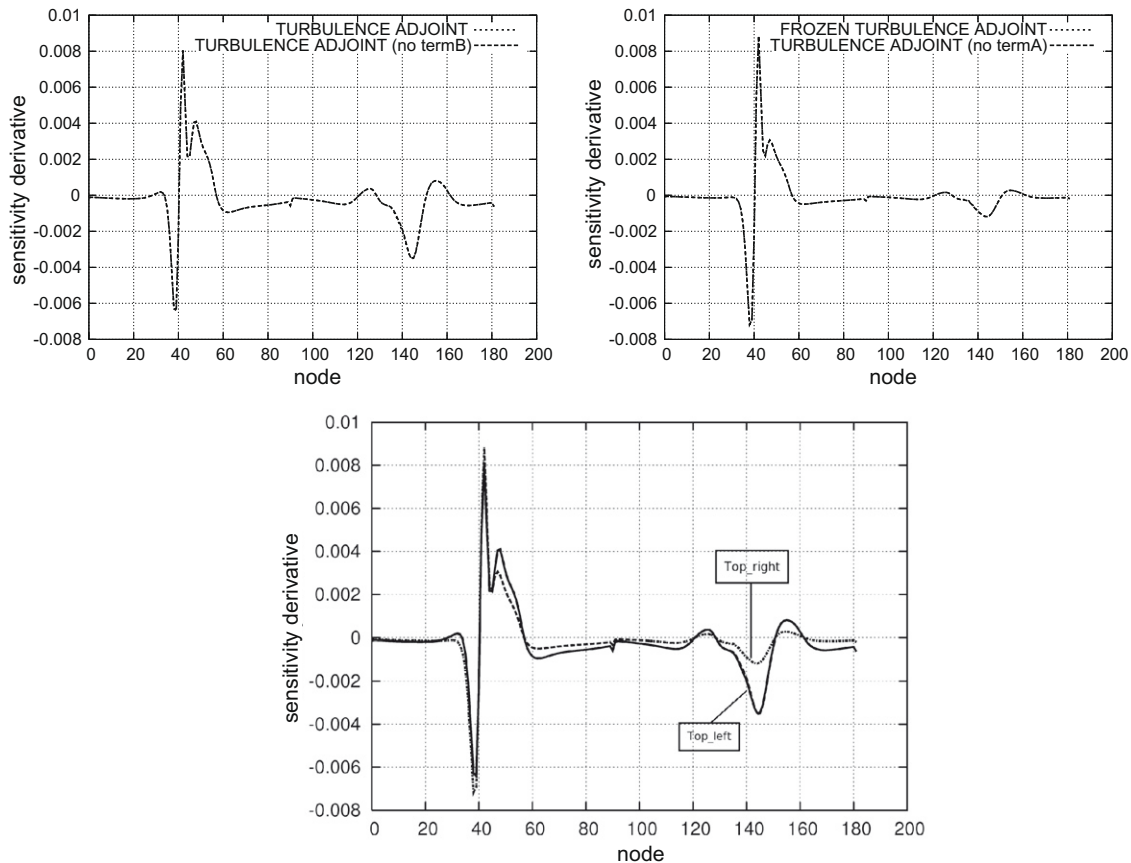 TURBULENCE ADJOINT
TURBULENCE ADJOINT (no termB)
sensitivity derivative
0.01
0.008
0.006
0.004
0.002
0
-0.002
-0.004
-0.006
-0.008
0 20 40 60 80 100 120 140 160 180 200
node
FROZEN TURBULENCE ADJOINT
TURBULENCE ADJOINT (no termA)
sensitivity derivative
0.01
0.008
0.006
0.004
0.002
0
-0.002
-0.004
-0.006
-0.008
0 20 40 60 80 100 120 140 160 180 200
node
sensitivity derivative
0.01
0.008
0.006
0.004
0.002
0
-0.002
-0.004
-0.006
-0.008
Top_right
Top_left
0 20 40 60 80 100 120 140 160 180 200
node